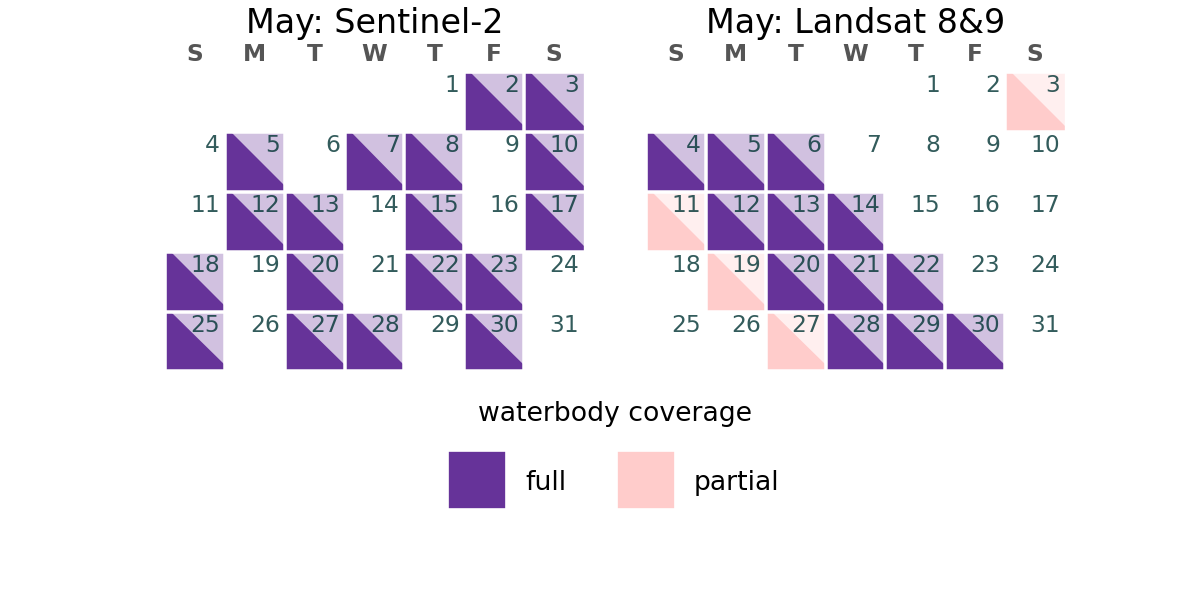 May: Sentinel-2
S M T W T F S
1 2 3
4 5 6 7 8 9 10
11 12 13 14 15 16 17
18 19 20 21 22 23 24
25 26 27 28 29 30 31
May: Landsat 8&9
S M T W T F S
1 2 3
4 5 6 7 8 9 10
11 12 13 14 15 16 17
18 19 20 21 22 23 24
25 26 27 28 29 30 31
waterbody coverage
full partial